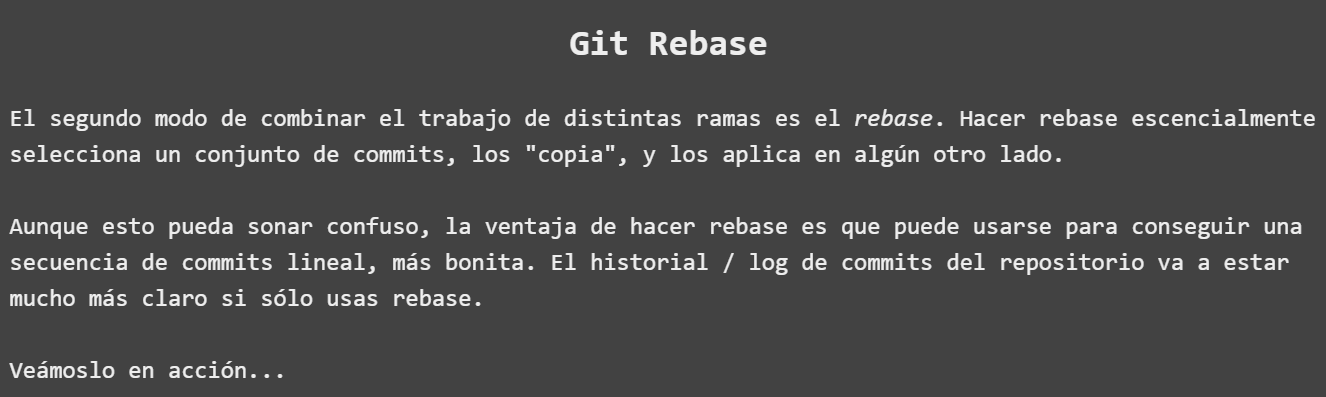 Git Rebase
El segundo modo de combinar el trabajo de distintas ramas es el rebase. Hacer rebase escencialmente
selecciona un conjunto de commits, los "copia", y los aplica en algún otro lado.
Aunque esto pueda sonar confuso, la ventaja de hacer rebase es que puede usarse para conseguir una
secuencia de commits lineal, más bonita. El historial / log de commits del repositorio va a estar
mucho más claro si sólo usas rebase.
Veámoslo en acción...